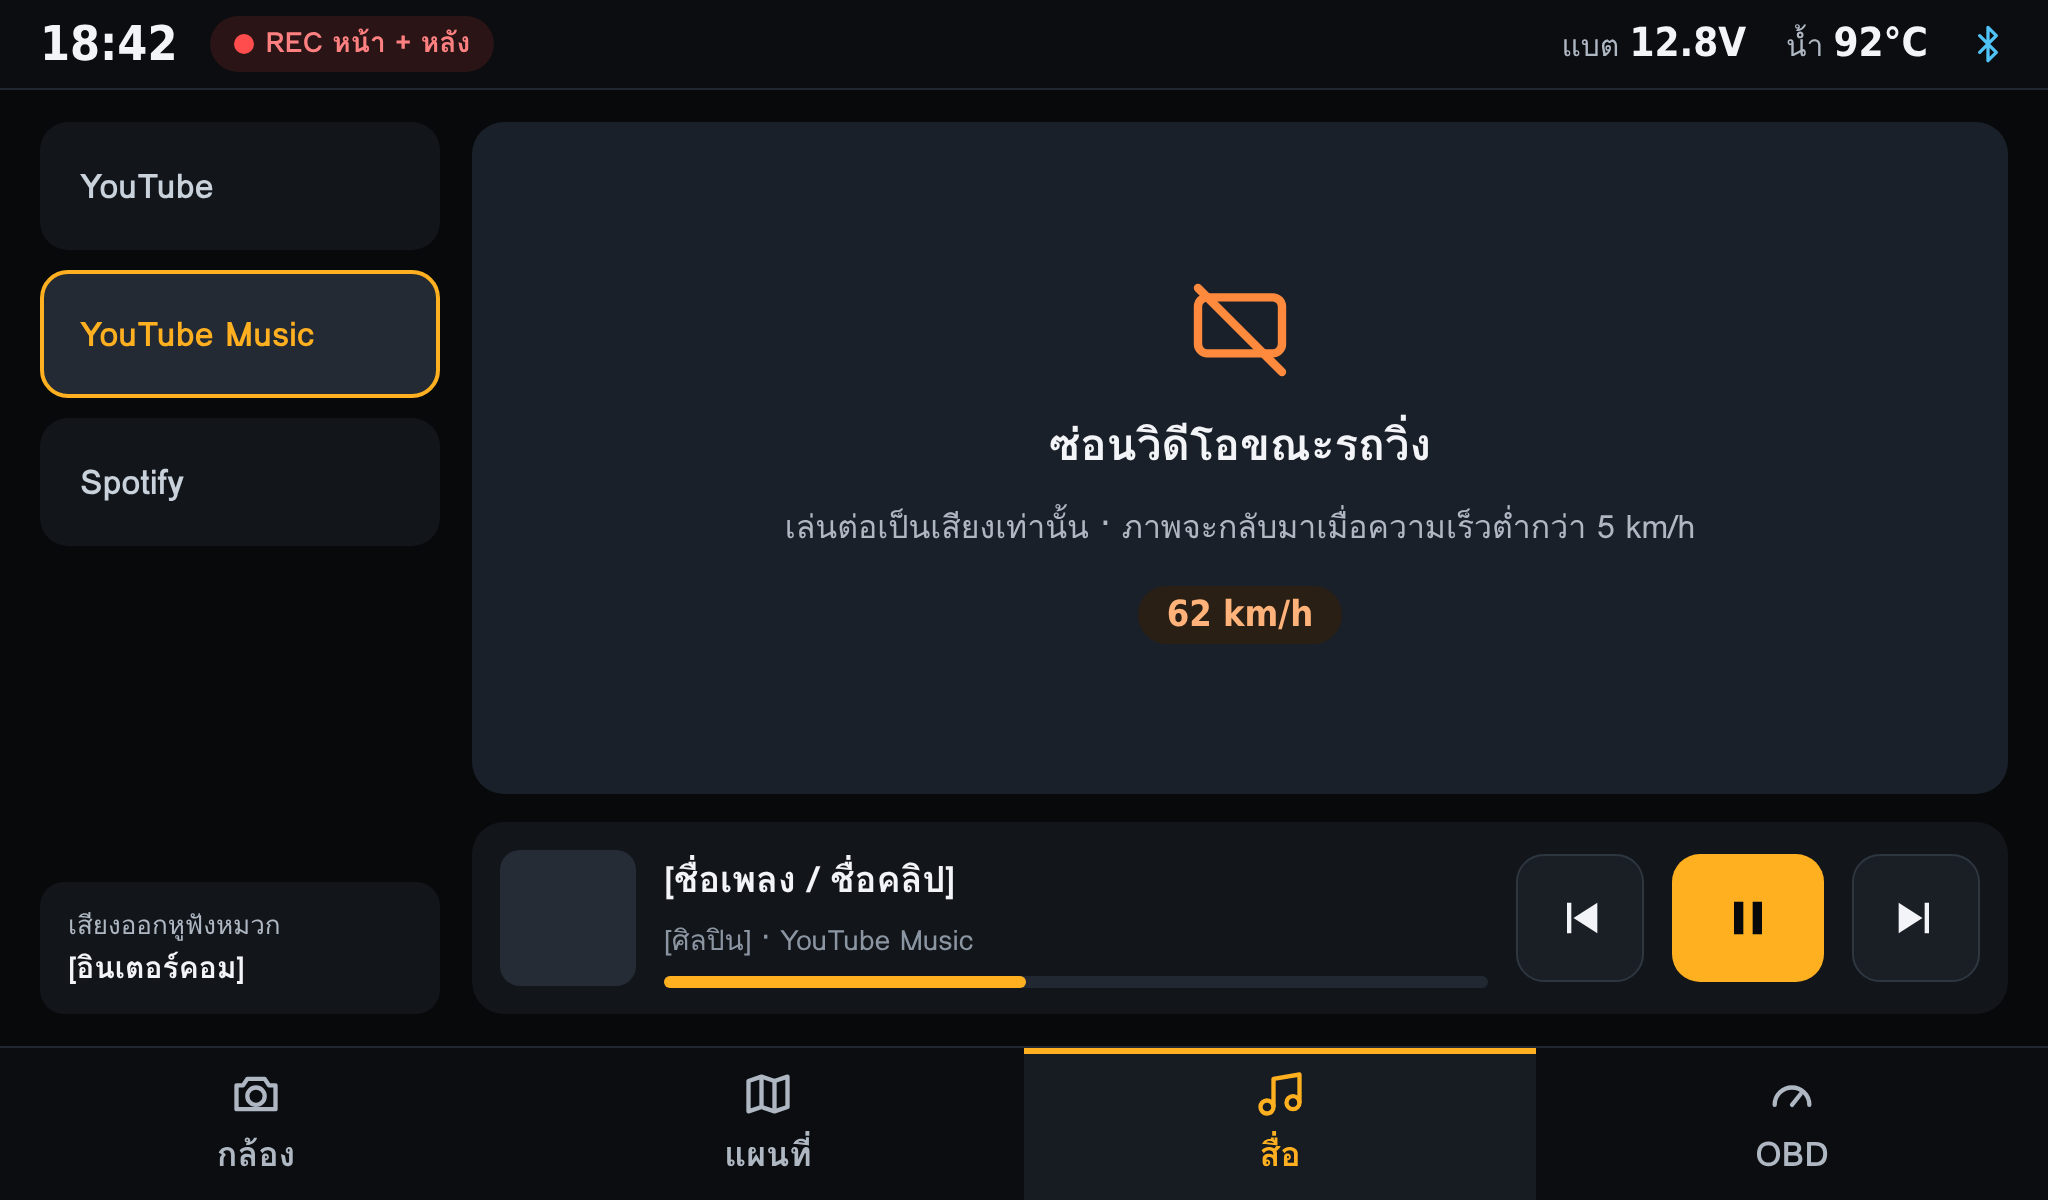 18:42
REC หน้า + หลัง
แบต 12.8V
น้ำ 92°C
YouTube
YouTube Music
Spotify
ซ่อนวิดีโอขณะรถวิ่ง
เล่นต่อเป็นเสียงเท่านั้น · ภาพจะกลับมาเมื่อความเร็วต่ำกว่า 5 km/h
62 km/h
เสียงออกหูฟังหมวก
[อินเตอร์คอม]
[ชื่อเพลง / ชื่อคลิป]
[ศิลปิน] · YouTube Music
กล้อง
แผนที่
สื่อ
OBD